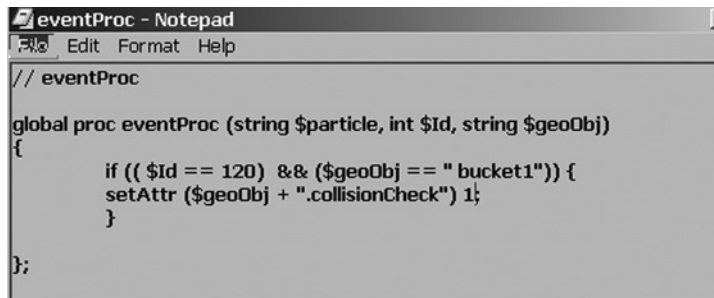 eventProc - Notepad
File Edit Format Help
// eventProc
global proc eventProc (string $particle, int $Id, string $geoObj)
{
if (( $Id == 120) && ($geoObj == " bucket1")) {
setAttr ($geoObj + ".collisionCheck") 1;
}
};